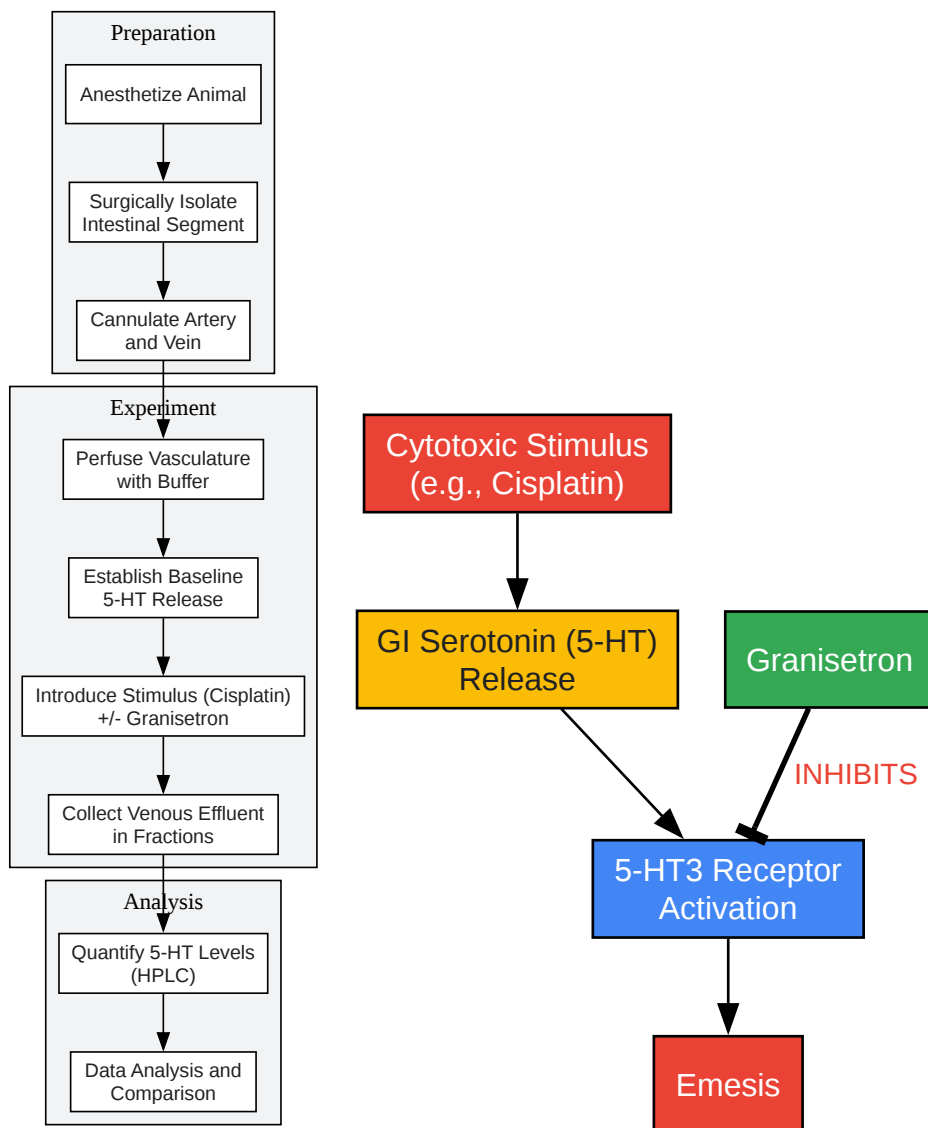 Preparation
Anesthetize Animal
Surgically Isolate
Intestinal Segment
Cannulate Artery
and Vein
Experiment
Perfuse Vasculature
with Buffer
Establish Baseline
5-HT Release
Introduce Stimulus (Cisplatin)
+/- Granisetron
Collect Venous Effluent
in Fractions
Analysis
Quantify 5-HT Levels
(HPLC)
Data Analysis and
Comparison
Cytotoxic Stimulus
(e.g., Cisplatin)
GI Serotonin (5-HT)
Release
Granisetron
INHIBITS
5-HT3 Receptor
Activation
Emesis